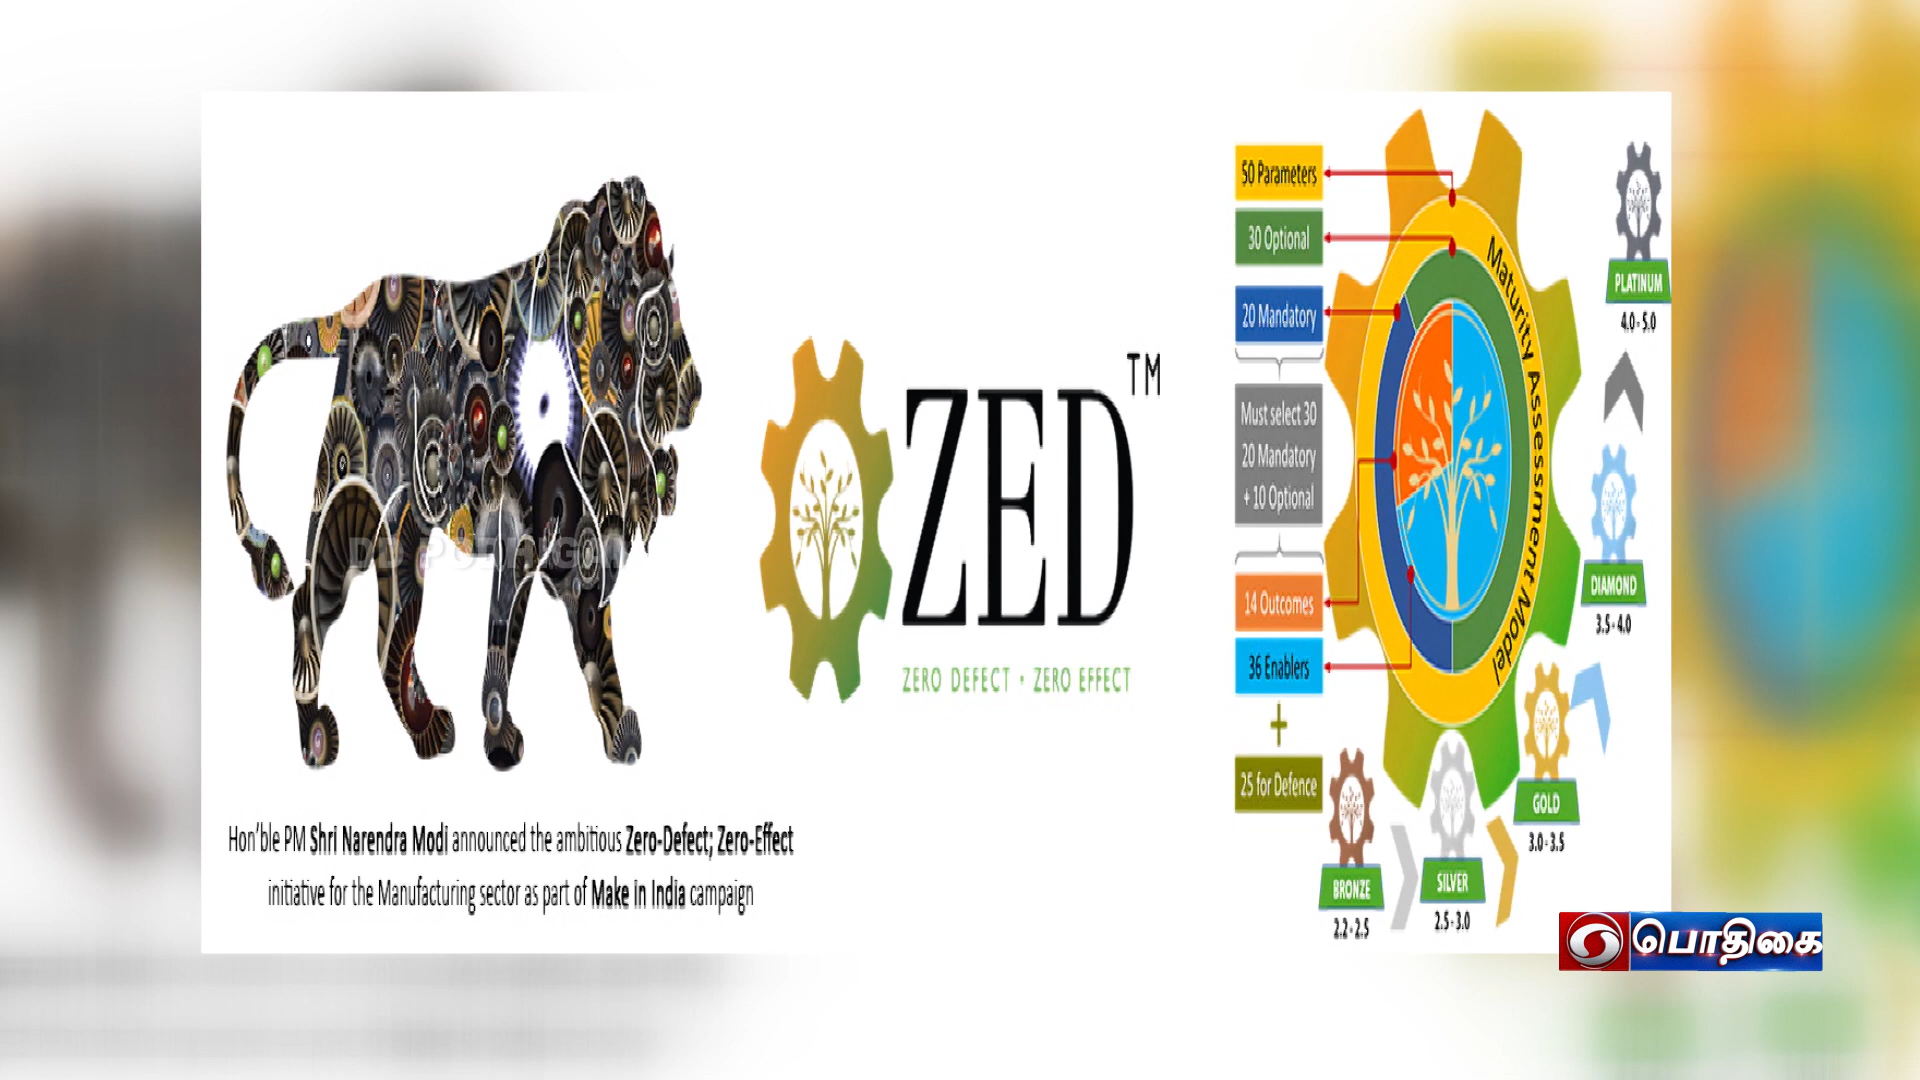 Hon'ble PM Shri Narendra Modi announced the ambitious Zero-Defect; Zero-Effect
initiative for the Manufacturing sector as part of Make in India campaign
DD PODHIGAI
ZED™
ZERO DEFECT • ZERO EFFECT
50 Parameters
30 Optional
20 Mandatory
Must select 30
20 Mandatory
+ 10 Optional
14 Outcomes
36 Enablers
+
25 for Defence
Maturity Assessment Model
PLATINUM
4.0 - 5.0
DIAMOND
3.5 - 4.0
GOLD
3.0 - 3.5
SILVER
2.5 - 3.0
BRONZE
2.2 - 2.5
பொதிகை